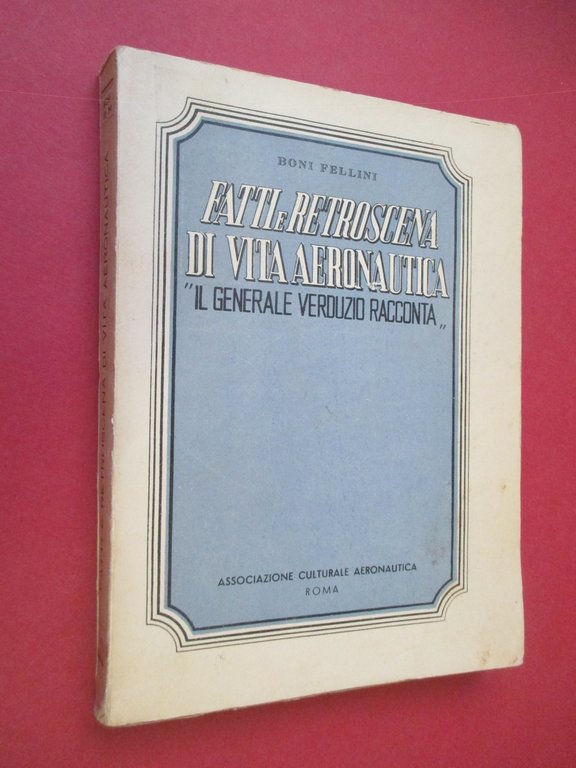 BONI FELLINI
FATTI E RETROSCENA
DI VITA AERONAUTICA
"IL GENERALE VERDUZIO RACCONTA„
ASSOCIAZIONE CULTURALE AERONAUTICA
ROMA
RETROSCENA DI VITA AERONAUTICA